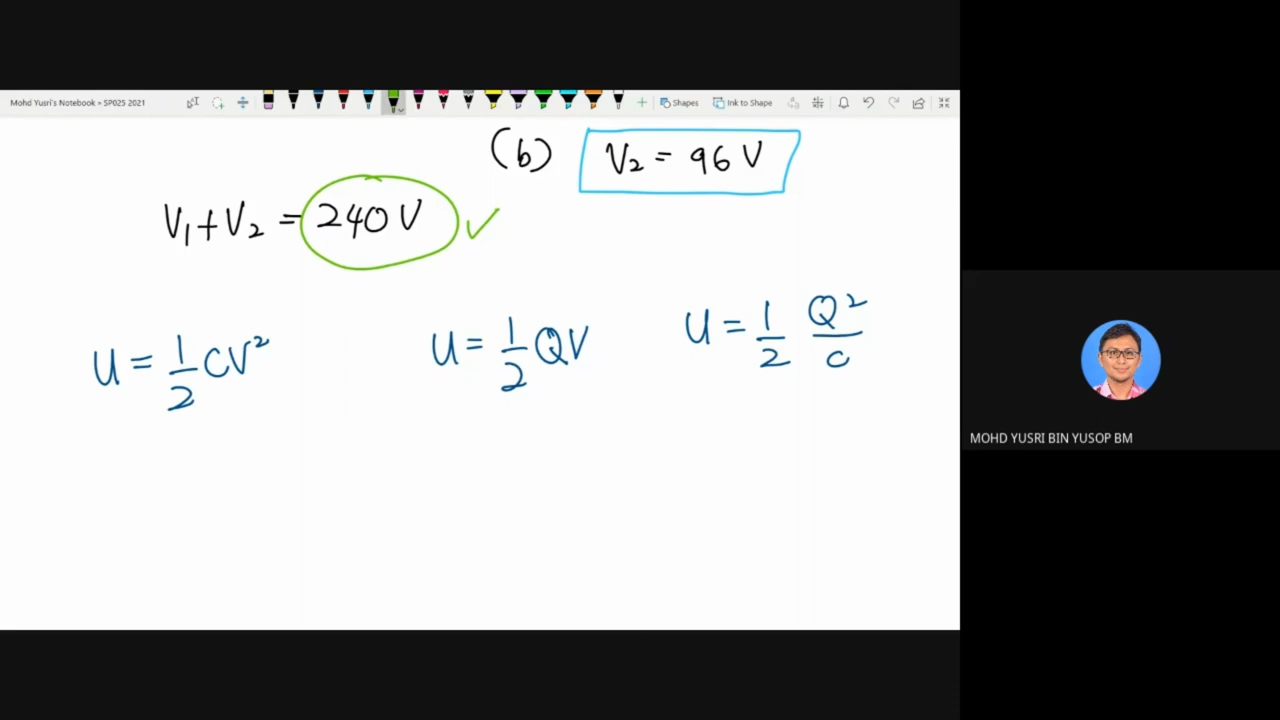 Mohd Yusri's Notebook » SP025 2021
Shapes
Ink to Shape
(b) V₂ = 96 V
V₁ + V₂ = 240 V ✓
U = 1/2 CV² U = 1/2 QV U = 1/2 Q²/C
MOHD YUSRI BIN YUSOP BM